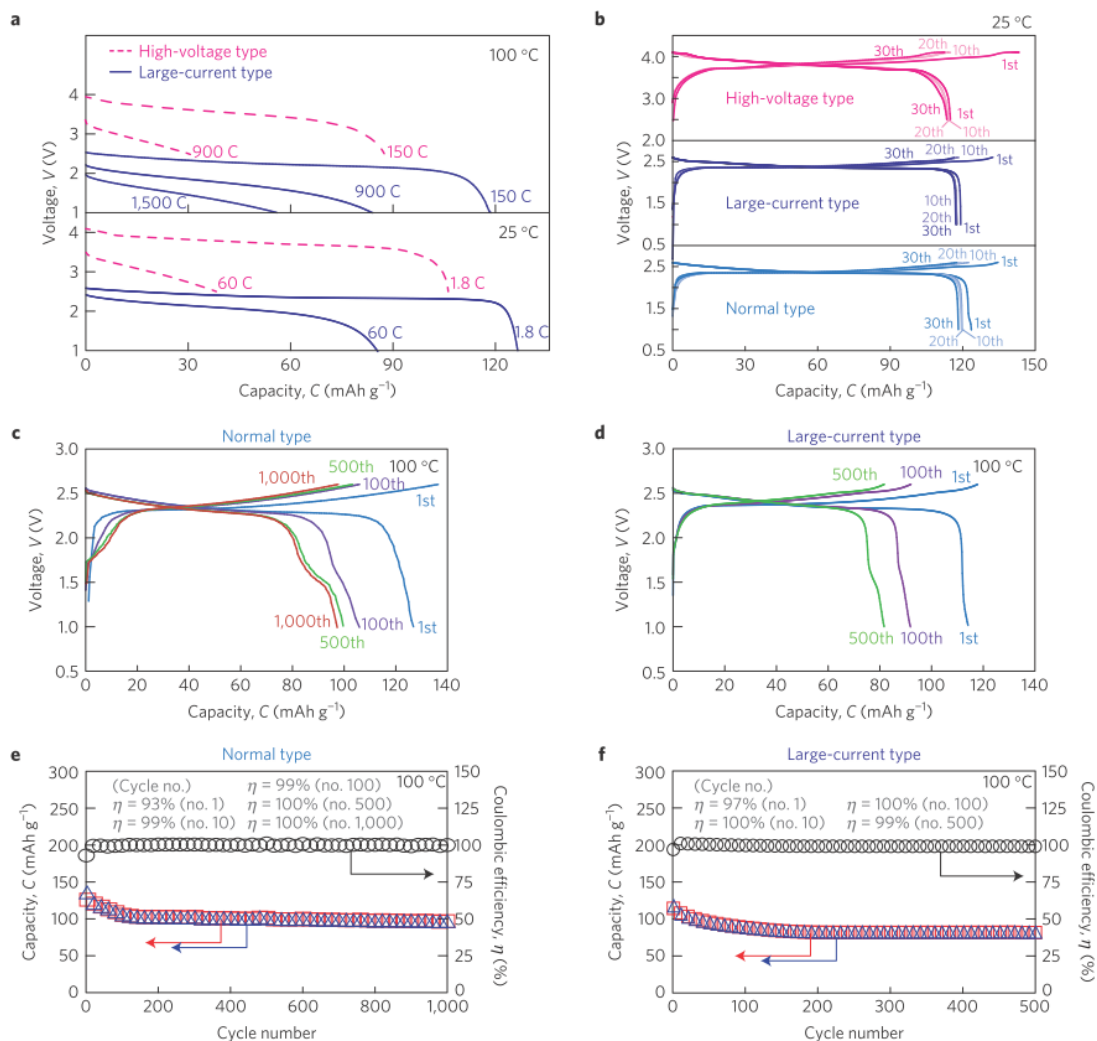 a
High-voltage type
Large-current type
100 °C
4
3
2
1
900 C
150 C
1,500 C
900 C
150 C
25 °C
4
3
2
1
60 C
1.8 C
60 C
1.8 C
Voltage, V (V)
0 30 60 90 120
Capacity, C (mAh g⁻¹)
b
25 °C
4.0
3.0
2.0
30th 20th 10th
1st
High-voltage type
30th 1st
20th 10th
2.5
1.5
0.5
30th 20th 10th
1st
Large-current type
10th
20th
30th 1st
2.5
1.5
0.5
30th 20th 10th
1st
Normal type
30th 1st
20th 10th
Voltage, V (V)
0 30 60 90 120 150
Capacity, C (mAh g⁻¹)
c
Normal type
3.0
2.5
2.0
1.5
1.0
0.5
100 °C
1,000th
500th
100th
1st
1,000th
500th
100th
1st
Voltage, V (V)
0 20 40 60 80 100 120 140
Capacity, C (mAh g⁻¹)
d
Large-current type
3.0
2.5
2.0
1.5
1.0
0.5
100 °C
500th
100th
1st
500th
100th
1st
Voltage, V (V)
0 20 40 60 80 100 120 140
Capacity, C (mAh g⁻¹)
e
Normal type
300
250
200
150
100
50
0
150
125
100
75
50
25
0
100 °C
(Cycle no.) η = 99% (no. 100)
η = 93% (no. 1) η = 100% (no. 500)
η = 99% (no. 10) η = 100% (no. 1,000)
Capacity, C (mAh g⁻¹)
Coulombic efficiency, η (%)
0 200 400 600 800 1,000
Cycle number
f
Large-current type
300
250
200
150
100
50
0
150
125
100
75
50
25
0
100 °C
(Cycle no.)
η = 97% (no. 1) η = 100% (no. 100)
η = 100% (no. 10) η = 99% (no. 500)
Capacity, C (mAh g⁻¹)
Coulombic efficiency, η (%)
0 100 200 300 400 500
Cycle number